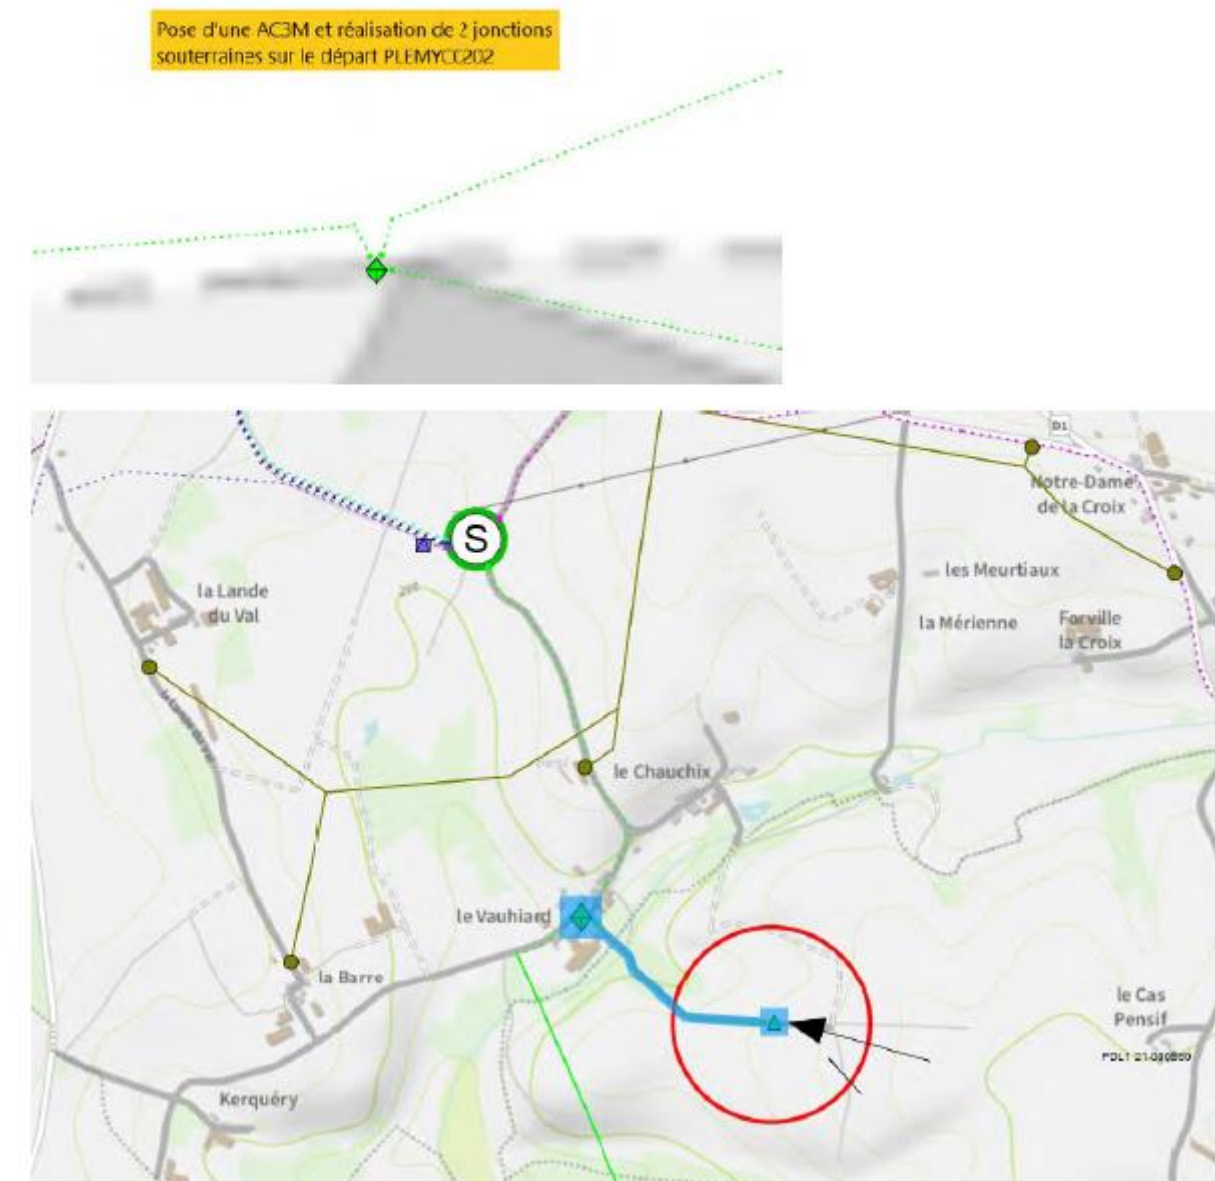 Pose d'une AC3M et réalisation de 2 jonctions
souterraines sur le départ PLEMYC0202
D1
Notre-Dame
de la Croix
S
les Meurtiaux
la Lande
du Val
200
la Mérienne
Forville
la Croix
le Chauchix
le Vauhiard
la Barre
le Cas
Pensif
Kerquéry